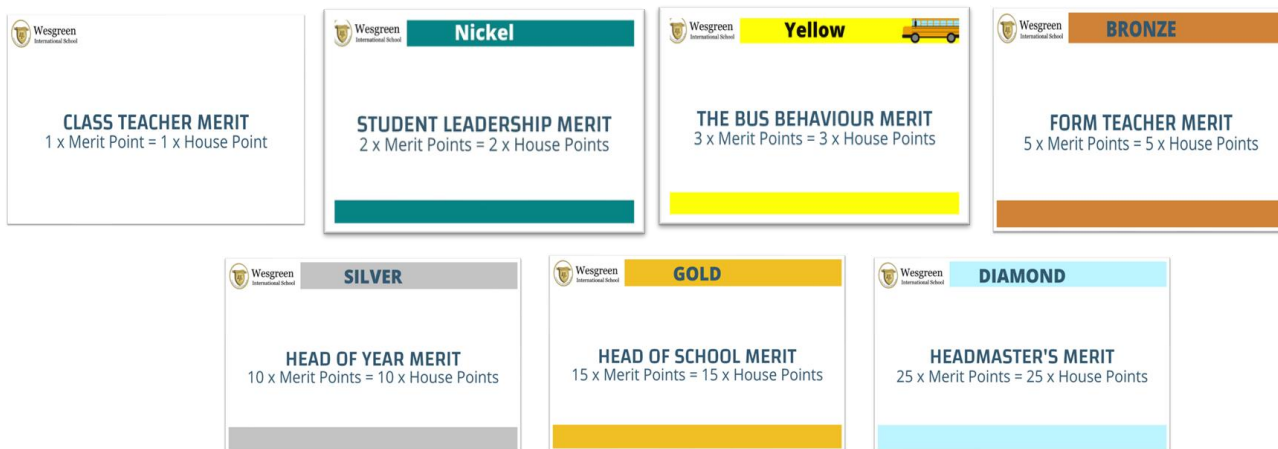 Wesgreen
International School
CLASS TEACHER MERIT
1 x Merit Point = 1 x House Point
Wesgreen
International School
Nickel
STUDENT LEADERSHIP MERIT
2 x Merit Points = 2 x House Points
Wesgreen
International School
Yellow
THE BUS BEHAVIOUR MERIT
3 x Merit Points = 3 x House Points
Wesgreen
International School
BRONZE
FORM TEACHER MERIT
5 x Merit Points = 5 x House Points
Wesgreen
International School
SILVER
HEAD OF YEAR MERIT
10 x Merit Points = 10 x House Points
Wesgreen
International School
GOLD
HEAD OF SCHOOL MERIT
15 x Merit Points = 15 x House Points
Wesgreen
International School
DIAMOND
HEADMASTER'S MERIT
25 x Merit Points = 25 x House Points